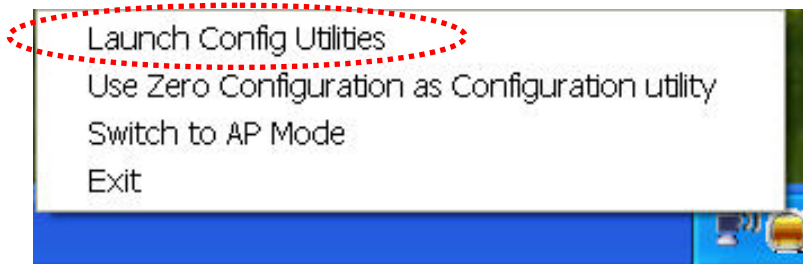 Launch Config Utilities
Use Zero Configuration as Configuration utility
Switch to AP Mode
Exit